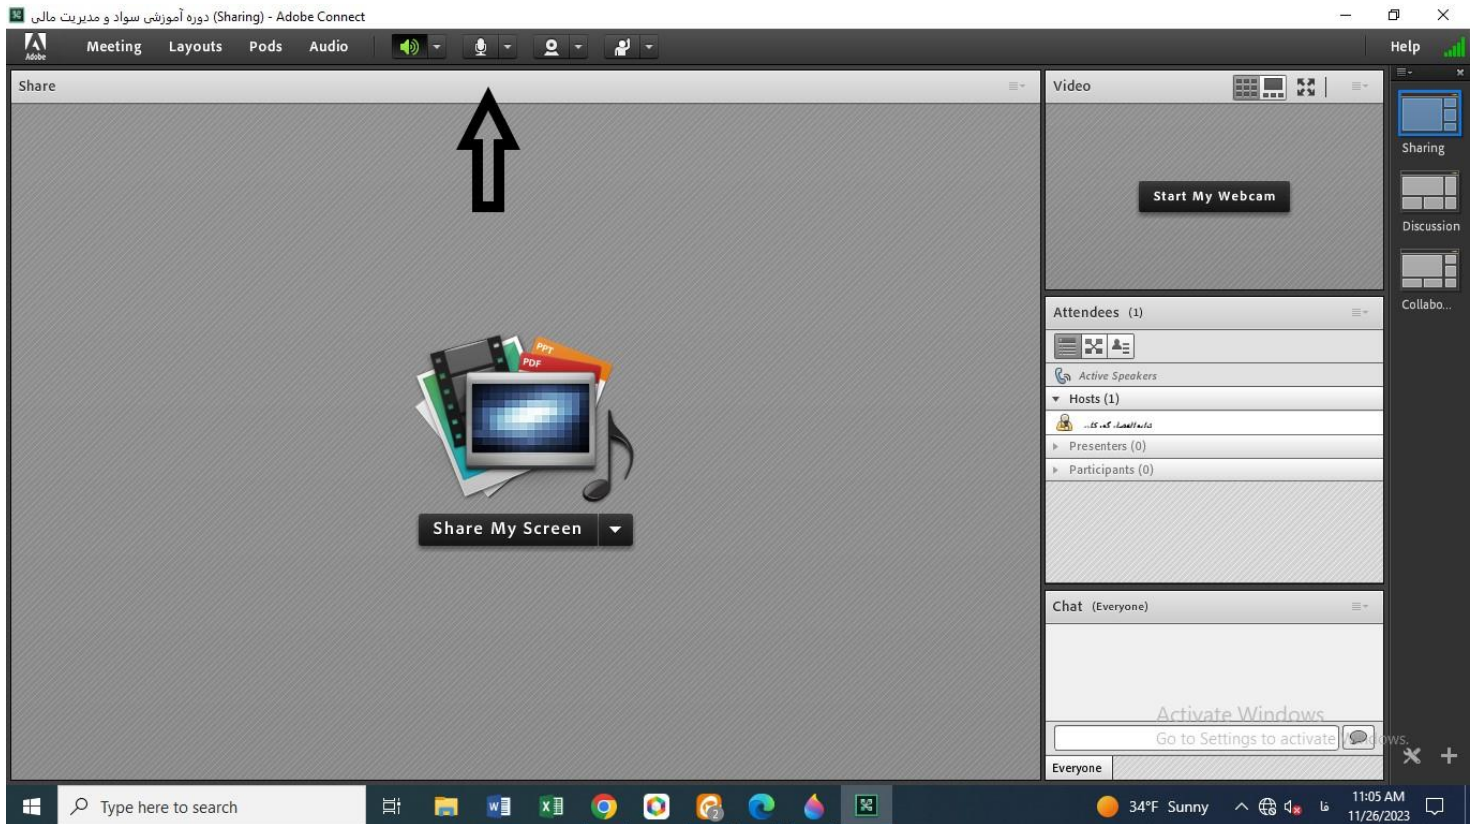 دوره آموزشی سواد و مدیریت مالی (Sharing) - Adobe Connect
Adobe
Meeting Layouts Pods Audio Help
Share
Video
Start My Webcam
Sharing
Discussion
Collabo...
Attendees (1)
Active Speakers
Hosts (1)
Presenters (0)
Participants (0)
PPT
PDF
Share My Screen
Chat (Everyone)
Activate Windows
Go to Settings to activate Windows.
Everyone
Type here to search
34°F Sunny
فا
11:05 AM
11/26/2023